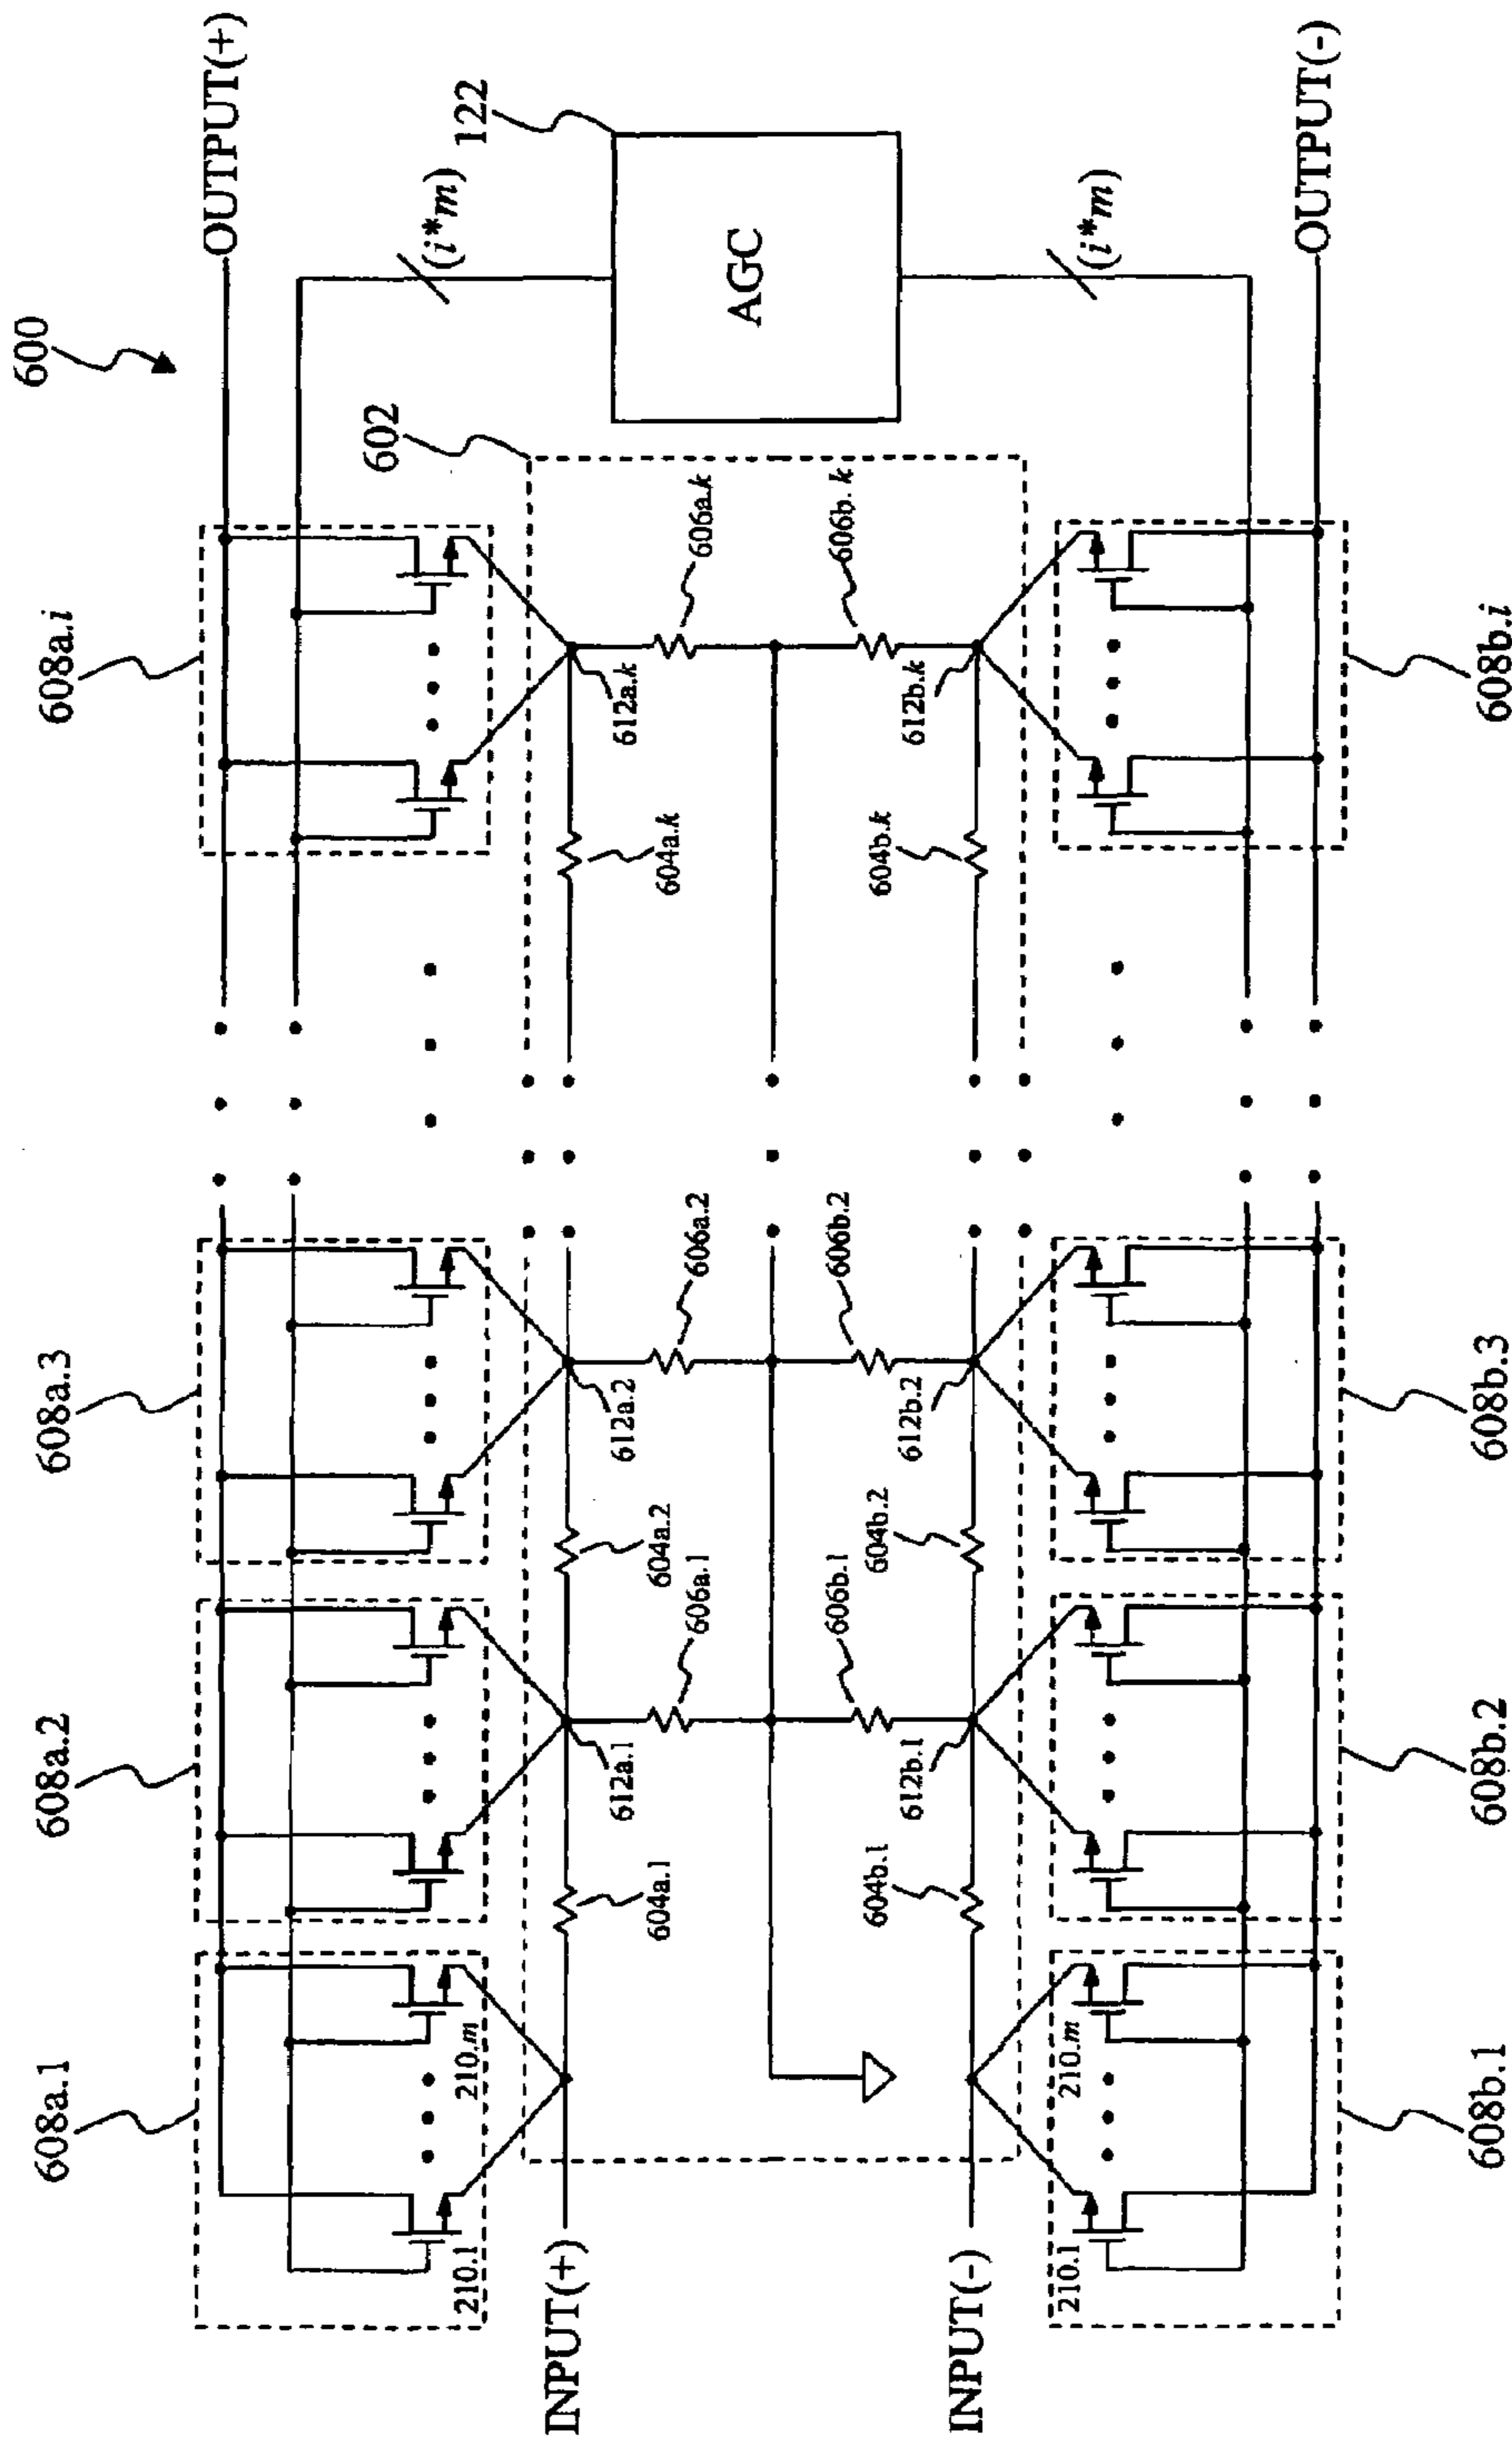 600
608a.1
608a.2
608a.3
608a.i
OUTPUT(+)
210.1
210.m
602
122
(i*m)
INPUT(+)
604a.1
612a.1
604a.2
612a.2
604a.k
612a.k
606a.1
606a.2
606a.k
AGC
606b.1
606b.2
606b.k
604b.1
612b.1
604b.2
612b.2
604b.k
612b.k
INPUT(-)
(i*m)
210.1
210.m
OUTPUT(-)
608b.1
608b.2
608b.3
608b.i